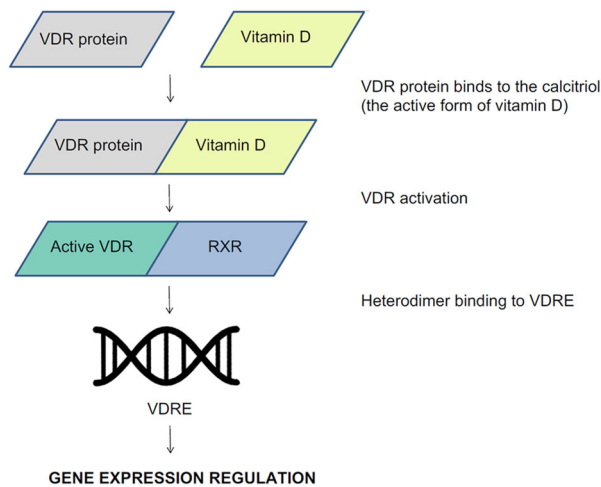 VDR protein
Vitamin D
VDR protein binds to the calcitriol
(the active form of vitamin D)
VDR protein
Vitamin D
VDR activation
Active VDR
RXR
Heterodimer binding to VDRE
VDRE
GENE EXPRESSION REGULATION